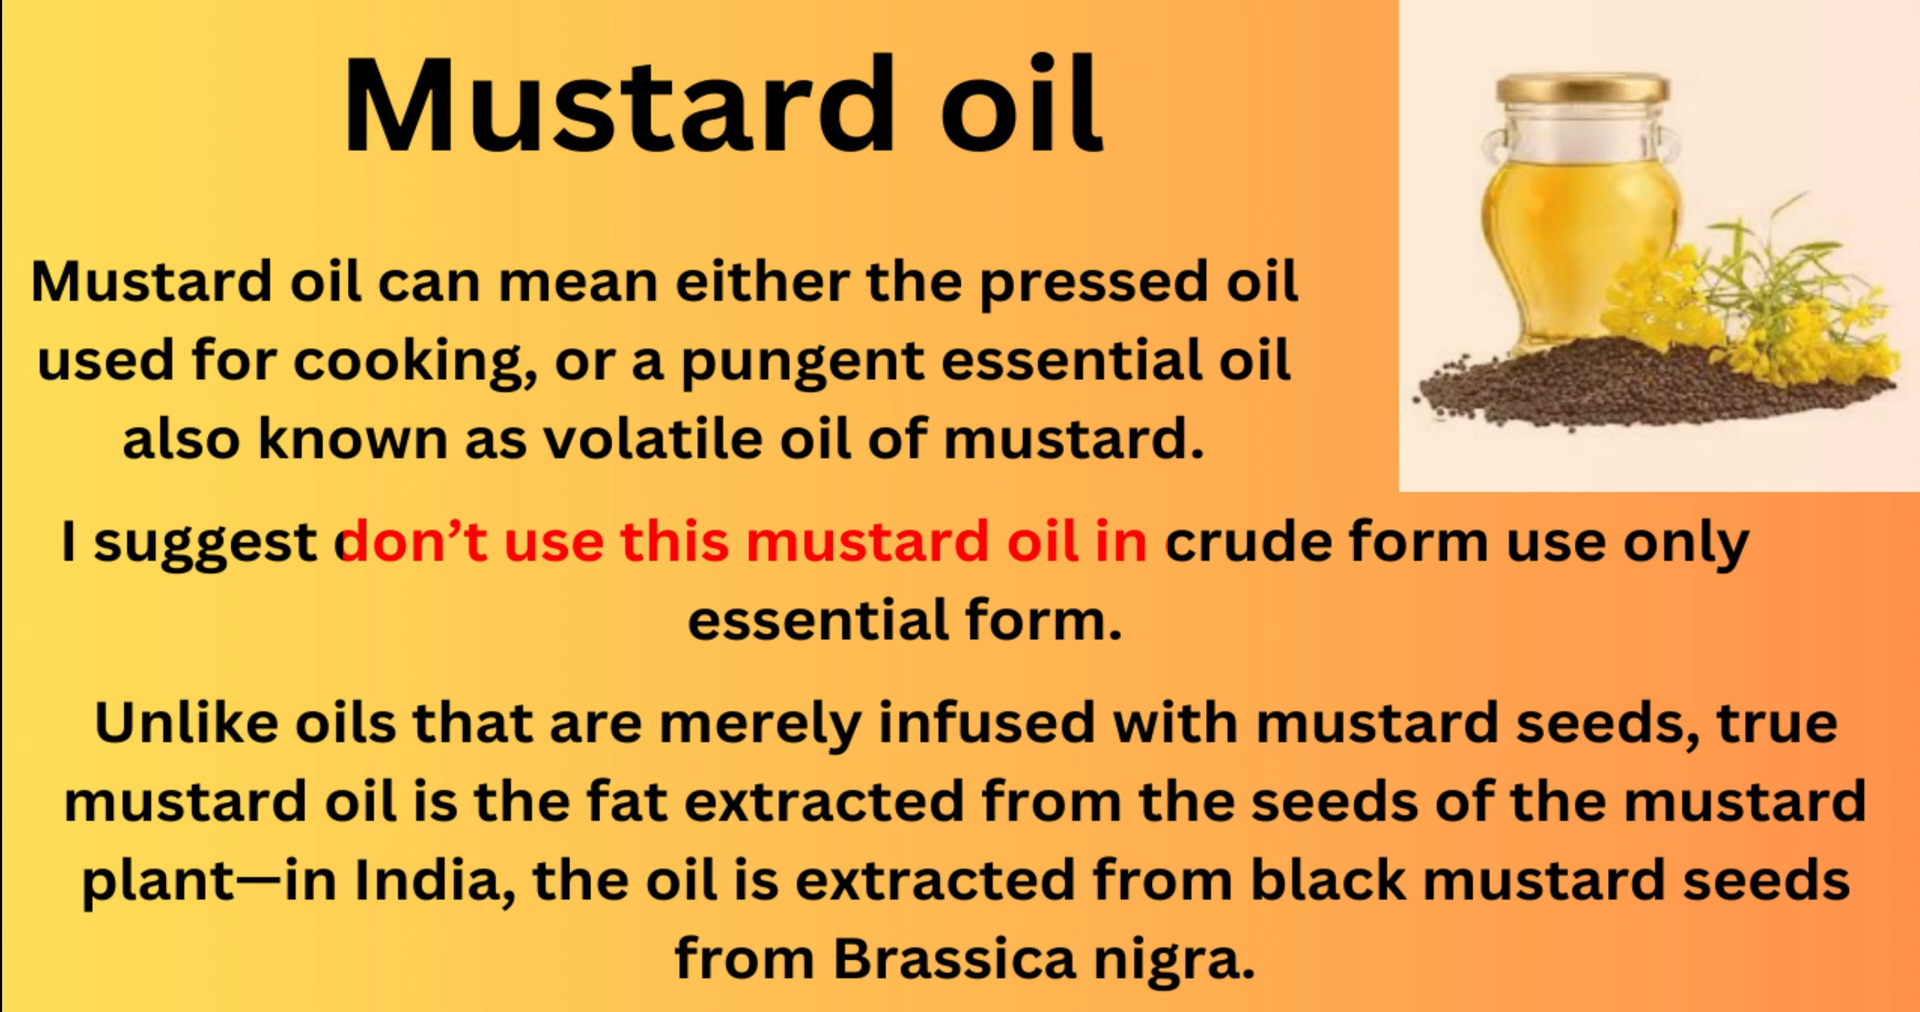 Mustard oil
Mustard oil can mean either the pressed oil
used for cooking, or a pungent essential oil
also known as volatile oil of mustard.
I suggest don’t use this mustard oil in crude form use only
essential form.
Unlike oils that are merely infused with mustard seeds, true
mustard oil is the fat extracted from the seeds of the mustard
plant—in India, the oil is extracted from black mustard seeds
from Brassica nigra.